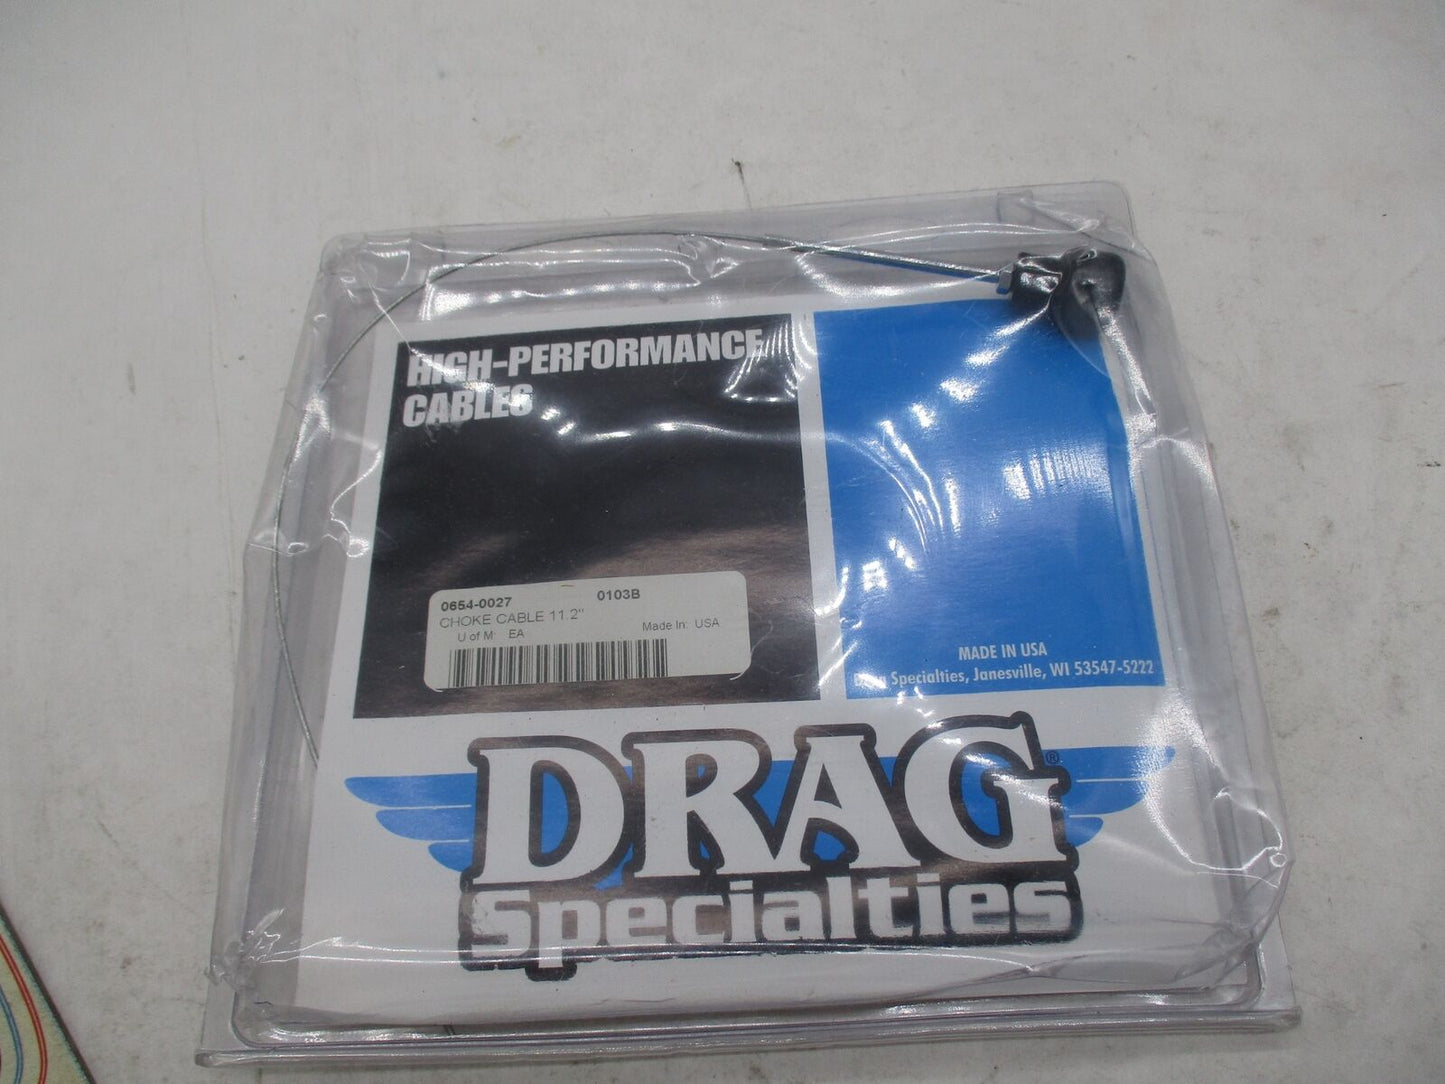 HIGH-PERFORMANCE
CABLES
0654-0027 0103B
CHOKE CABLE 11.2"
U of M: EA Made In: USA
MADE IN USA
Drag Specialties, Janesville, WI 53547-5222
DRAG®
Specialties